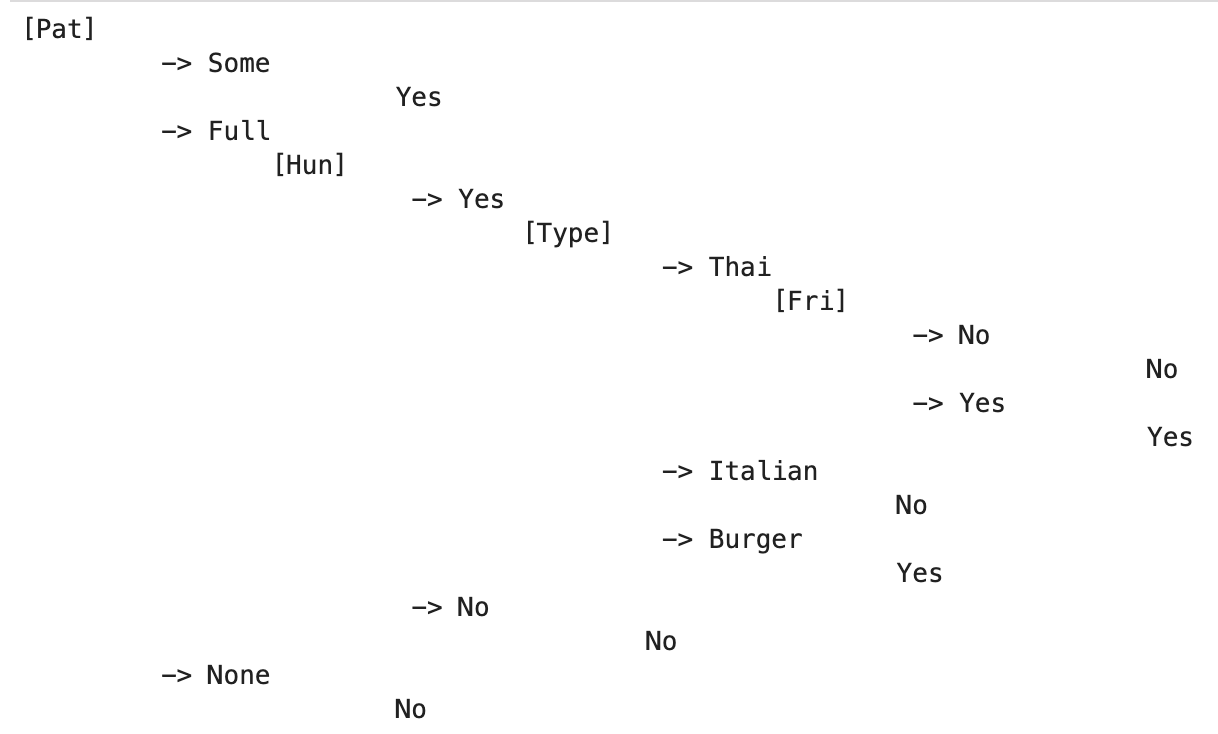 [Pat]
-> Some
Yes
-> Full
[Hun]
-> Yes
[Type]
-> Thai
[Fri]
-> No
No
-> Yes
Yes
-> Italian
No
-> Burger
Yes
-> No
No
-> None
No